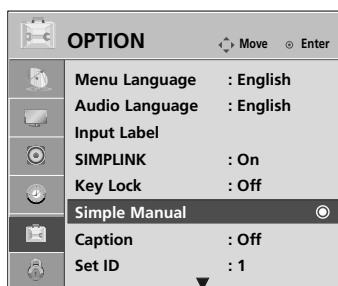 OPTION Move Enter
Menu Language : English
Audio Language : English
Input Label
SIMPLINK : On
Key Lock : Off
Simple Manual
Caption : Off
Set ID : 1